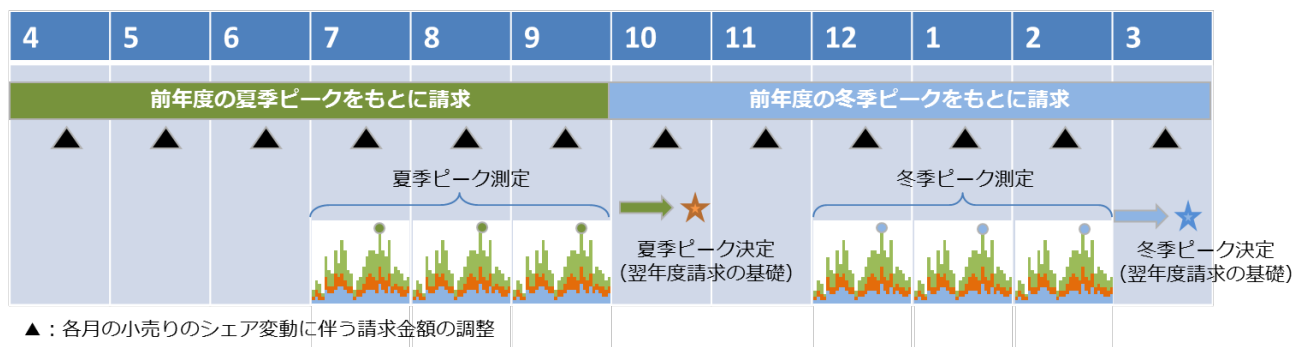 4 5 6 7 8 9 10 11 12 1 2 3
前年度の夏季ピークをもとに請求
前年度の冬季ピークをもとに請求
▲ ▲ ▲ ▲ ▲ ▲ ▲ ▲ ▲ ▲ ▲ ▲
夏季ピーク測定
冬季ピーク測定
夏季ピーク決定
(翌年度請求の基礎)
冬季ピーク決定
(翌年度請求の基礎)
▲:各月の小売りのシェア変動に伴う請求金額の調整